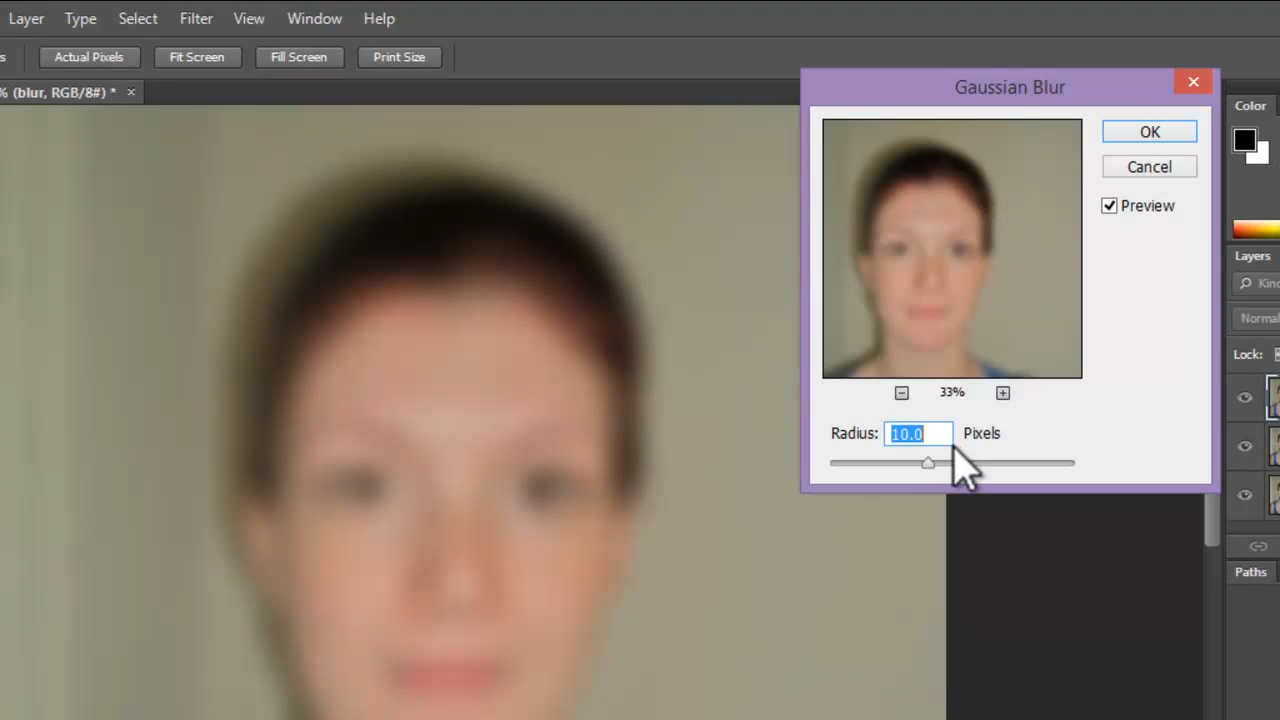 Layer Type Select Filter View Window Help
s Actual Pixels Fit Screen Fill Screen Print Size
% (blur, RGB/8#) * ×
Gaussian Blur
Color
OK
Cancel
Preview
Layers
Kind
Normal
Lock:
33%
Radius: 10.0 Pixels
Paths